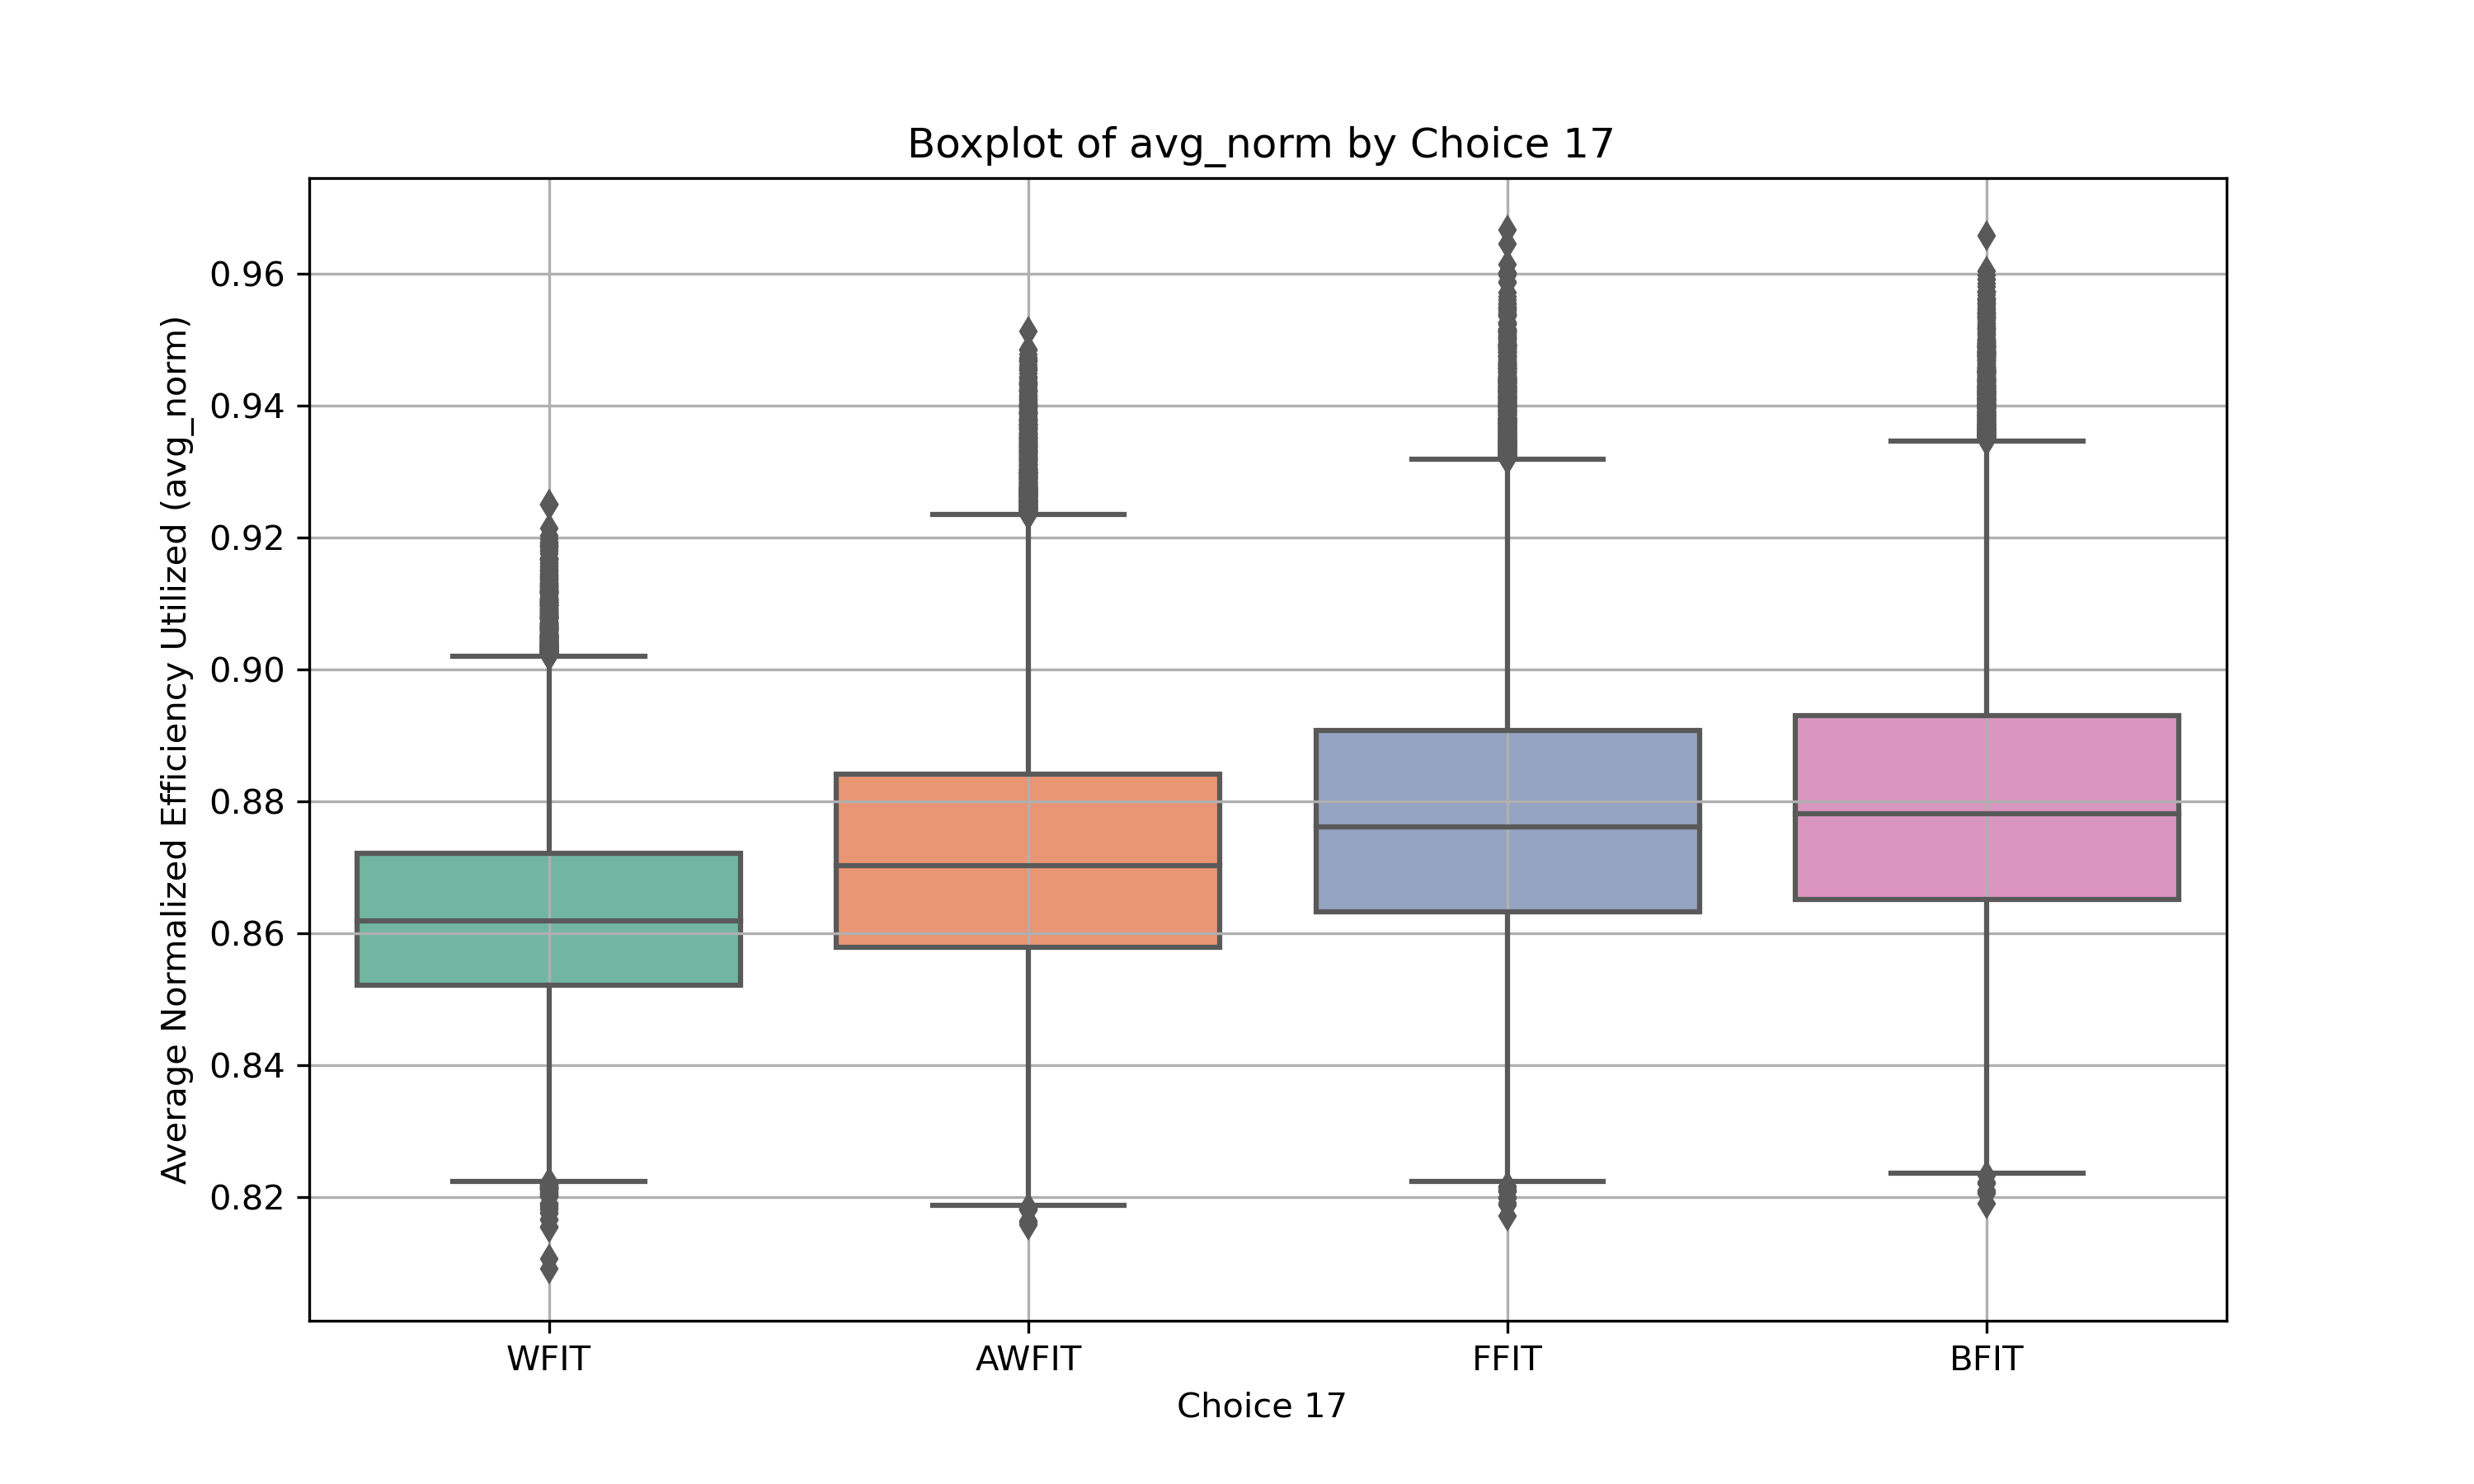 Boxplot of avg_norm by Choice 17
Average Normalized Efficiency Utilized (avg_norm)
0.96
0.94
0.92
0.90
0.88
0.86
0.84
0.82
WFIT AWFIT FFIT BFIT
Choice 17